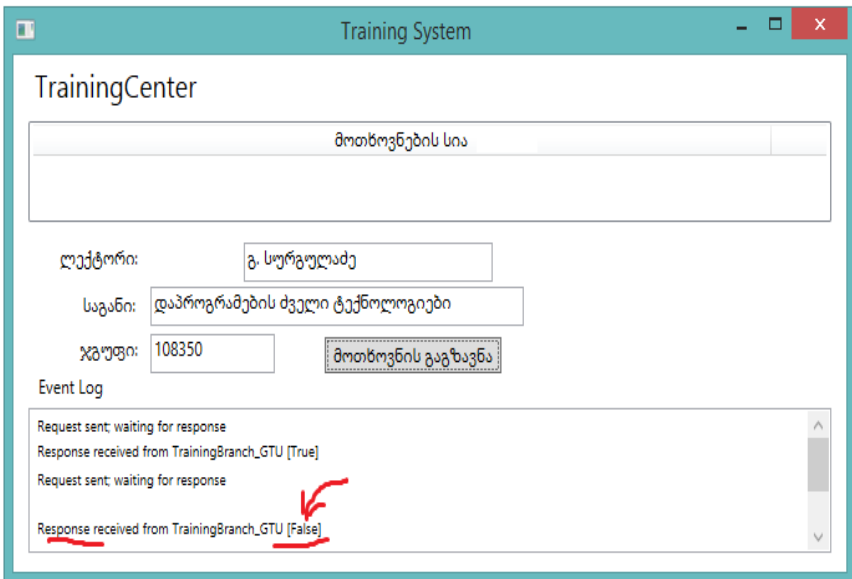 Training System
TrainingCenter
მოთხოვნების სია
ლექტორი: გ. სურგულაძე
საგანი: დაპროგრამების ძველი ტექნოლოგიები
ჯგუფი: 108350 მოთხოვნის გაგზავნა
Event Log
Request sent; waiting for response
Response received from TrainingBranch_GTU [True]
Request sent; waiting for response
Response received from TrainingBranch_GTU [False]